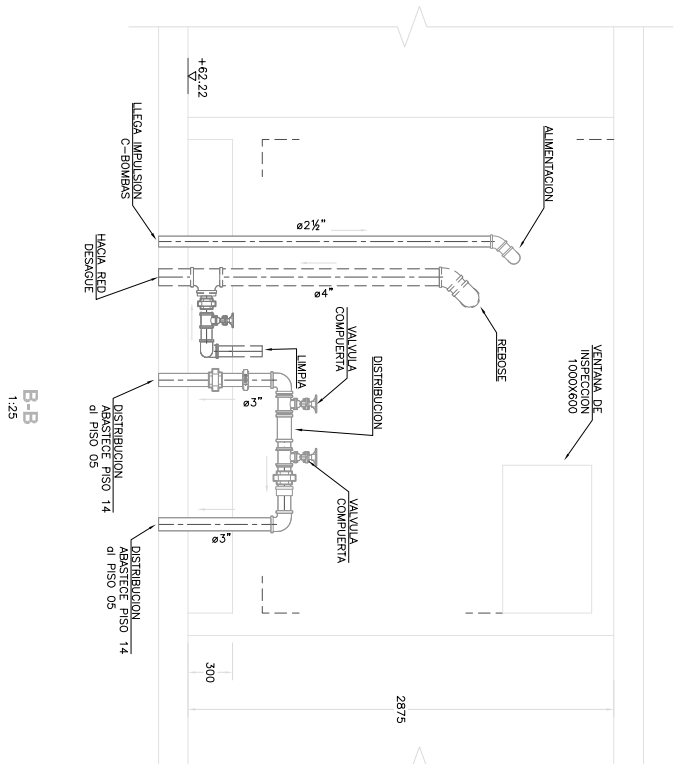 ALIMENTACION
REBOSE
VENTANA DE
INSPECCION
1000X600
ø2½"
ø4"
+62.22
LLEGA IMPULSION
C-BOMBAS
HACIA RED
DESAGUE
LIMPIA
VALVULA
COMPUERTA
DISTRIBUCION
VALVULA
COMPUERTA
ø3"
ø3"
DISTRIBUCION
ABASTECE PISO 14
al PISO 05
DISTRIBUCION
ABASTECE PISO 14
al PISO 05
300
2875
B-B
1:25